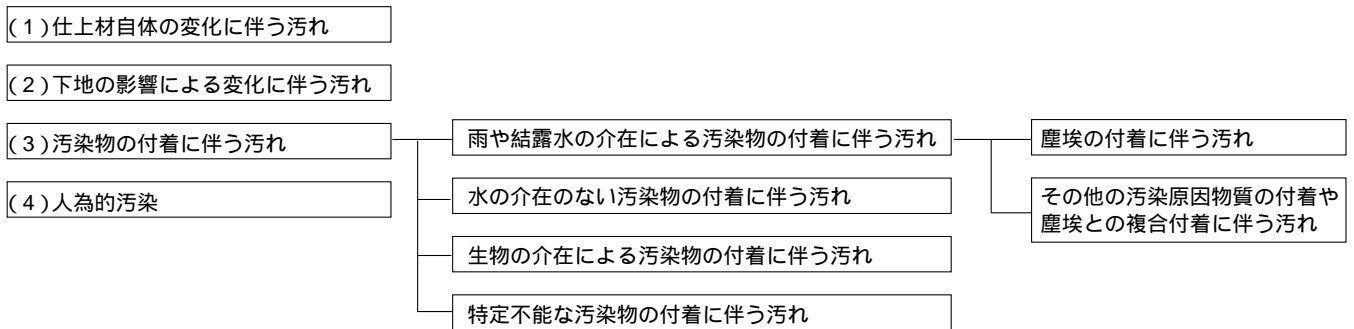 (1)仕上材自体の変化に伴う汚れ
(2)下地の影響による変化に伴う汚れ
(3)汚染物の付着に伴う汚れ
(4)人為的汚染
雨や結露水の介在による汚染物の付着に伴う汚れ
水の介在のない汚染物の付着に伴う汚れ
生物の介在による汚染物の付着に伴う汚れ
特定不能な汚染物の付着に伴う汚れ
塵埃の付着に伴う汚れ
その他の汚染原因物質の付着や
塵埃との複合付着に伴う汚れ